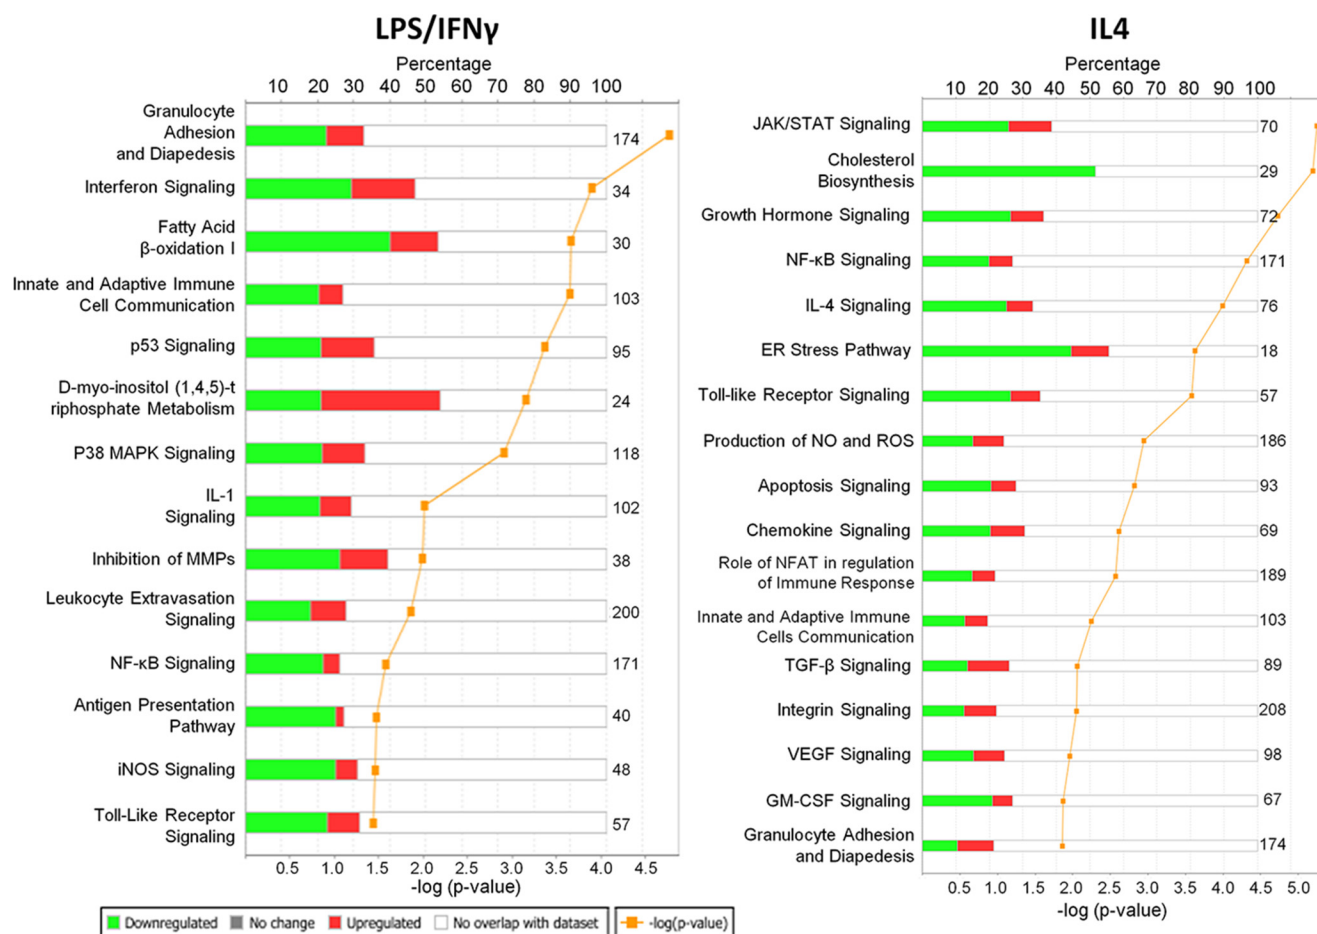 LPS/IFNγ
Percentage
10 20 30 40 50 60 70 80 90 100
Granulocyte
Adhesion
and Diapedesis
174
Interferon Signaling
34
Fatty Acid
β-oxidation I
30
Innate and Adaptive Immune
Cell Communication
103
p53 Signaling
95
D-myo-inositol (1,4,5)-t
riphosphate Metabolism
24
P38 MAPK Signaling
118
IL-1
Signaling
102
Inhibition of MMPs
38
Leukocyte Extravasation
Signaling
200
NF-κB Signaling
171
Antigen Presentation
Pathway
40
iNOS Signaling
48
Toll-Like Receptor
Signaling
57
0.5 1.0 1.5 2.0 2.5 3.0 3.5 4.0 4.5
-log (p-value)
IL4
Percentage
10 20 30 40 50 60 70 80 90 100
JAK/STAT Signaling
70
Cholesterol
Biosynthesis
29
Growth Hormone Signaling
72
NF-κB Signaling
171
IL-4 Signaling
76
ER Stress Pathway
18
Toll-like Receptor Signaling
57
Production of NO and ROS
186
Apoptosis Signaling
93
Chemokine Signaling
69
Role of NFAT in regulation
of Immune Response
189
Innate and Adaptive Immune
Cells Communication
103
TGF-β Signaling
89
Integrin Signaling
208
VEGF Signaling
98
GM-CSF Signaling
67
Granulocyte Adhesion
and Diapedesis
174
0.5 1.0 1.5 2.0 2.5 3.0 3.5 4.0 4.5 5.0
-log (p-value)
Downregulated No change Upregulated No overlap with dataset -log(p-value)